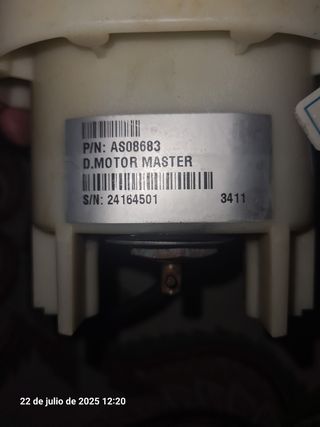 P/N: AS08683
D.MOTOR MASTER
S/N: 24164501 3411
22 de julio de 2025 12:20